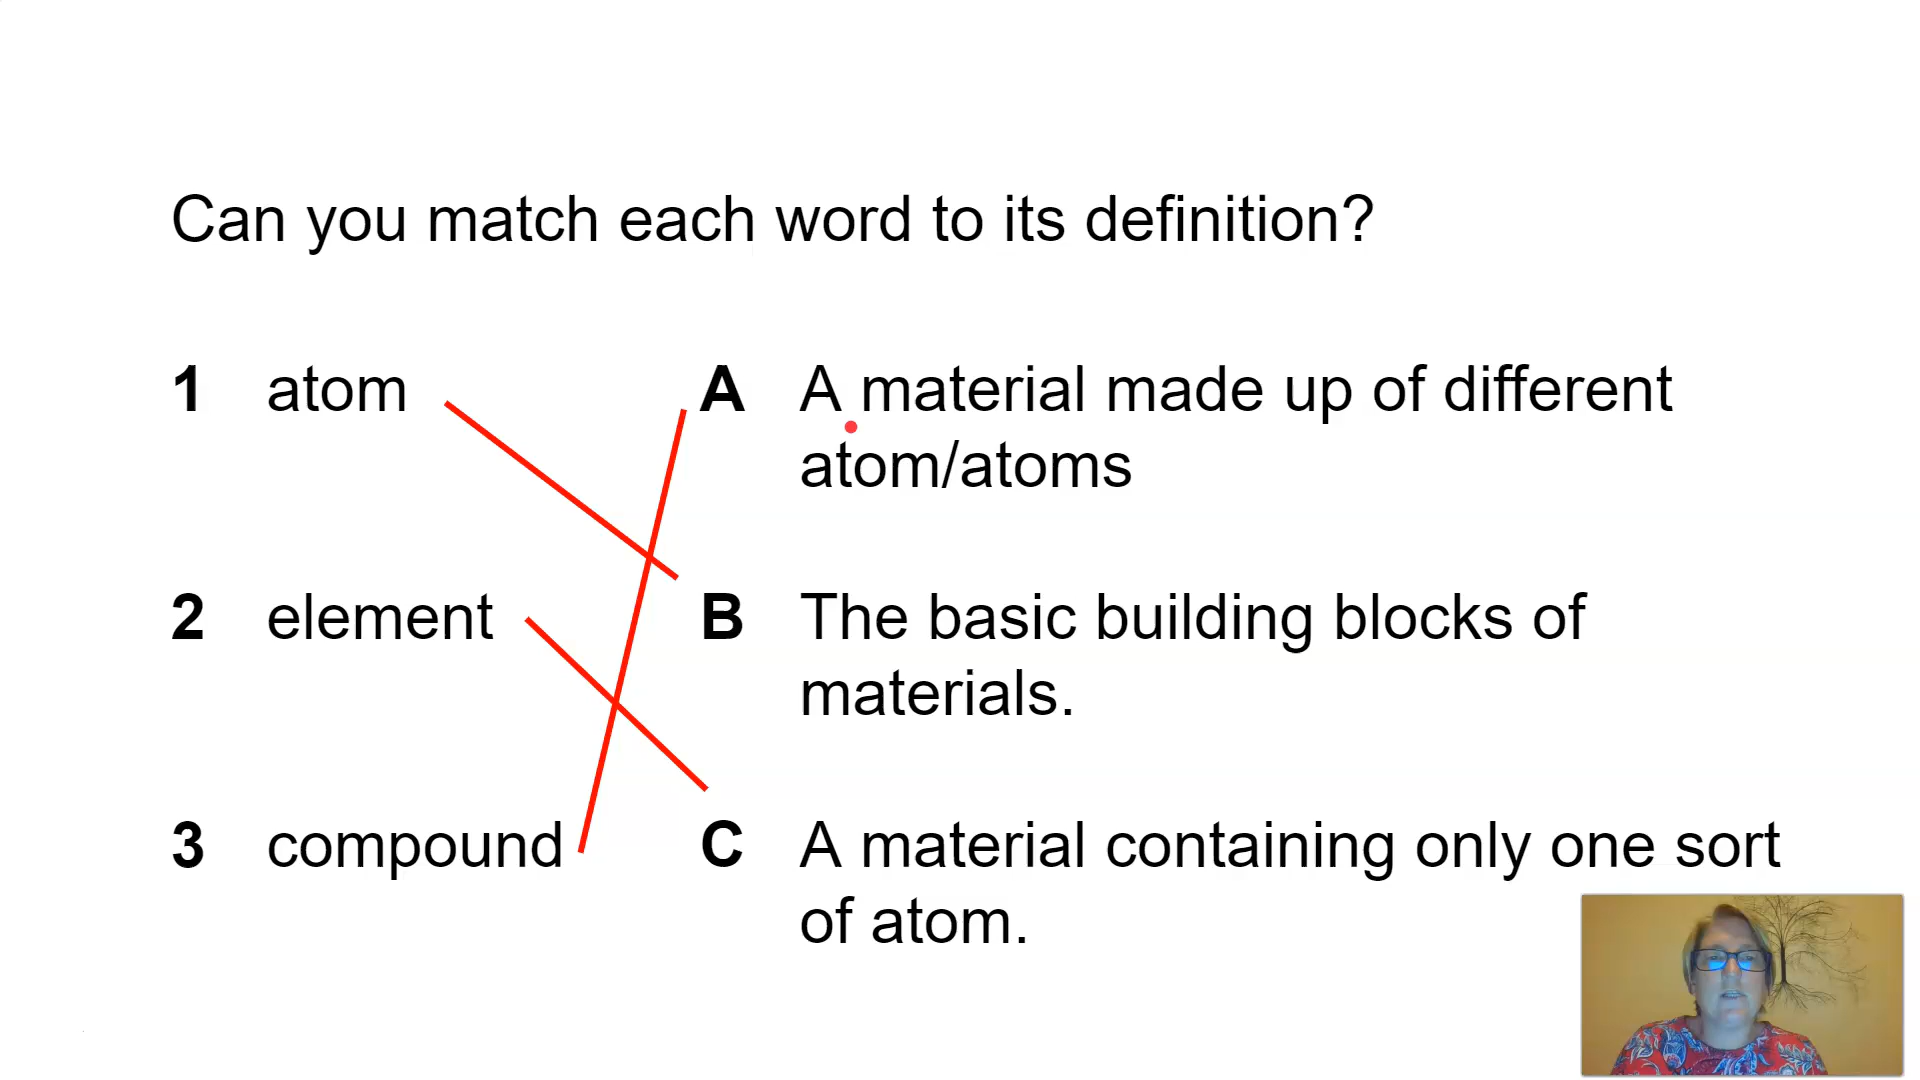 Can you match each word to its definition?
1 atom
A A material made up of different
atom/atoms
2 element
B The basic building blocks of
materials.
3 compound
C A material containing only one sort
of atom.